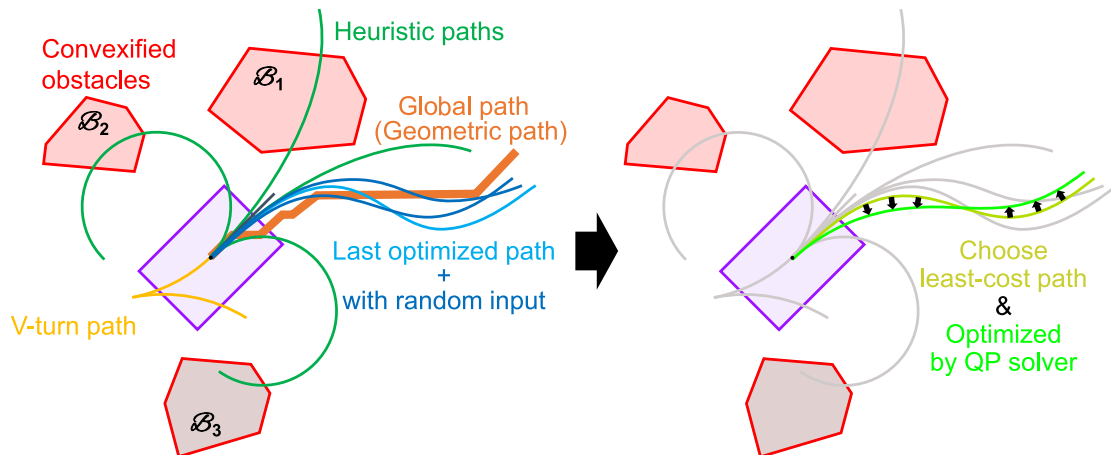 Heuristic paths
Convexified
obstacles
ℬ1
ℬ2
Global path
(Geometric path)
Last optimized path
+
with random input
V-turn path
ℬ3
Choose
least-cost path
&
Optimized
by QP solver